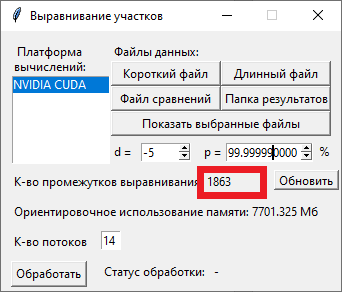 Выравнивание участков
Платформа вычислений:
NVIDIA CUDA
Файлы данных:
Короткий файл Длинный файл
Файл сравнений Папка результатов
Показать выбранные файлы
d = -5 p = 99.999990000 %
К-во промежутков выравнивания 1863 Обновить
Ориентировочное использование памяти: 7701.325 Мб
К-во потоков 14
Обработать Статус обработки: -